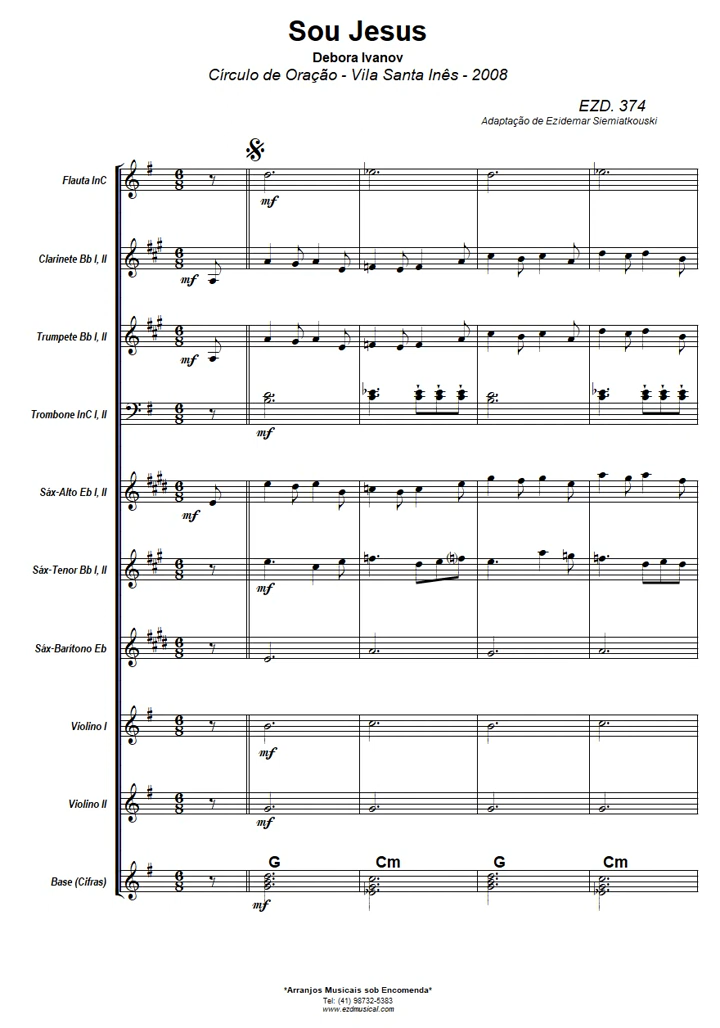 Sou Jesus
Debora Ivanov
Círculo de Oração - Vila Santa Inês - 2008
EZD. 374
Adaptação de Ezidemar Siemiatkouski
Flauta InC
mf
Clarinete Bb I, II
mf
Trumpete Bb I, II
mf
Trombone InC I, II
mf
Sáx-Alto Eb I, II
mf
Sáx-Tenor Bb I, II
mf
Sáx-Barítono Eb
Violino I
mf
Violino II
mf
G Cm G Cm
Base (Cifras)
mf
*Arranjos Musicais sob Encomenda*
Tel: (41) 98732-5383
www.ezdmusical.com